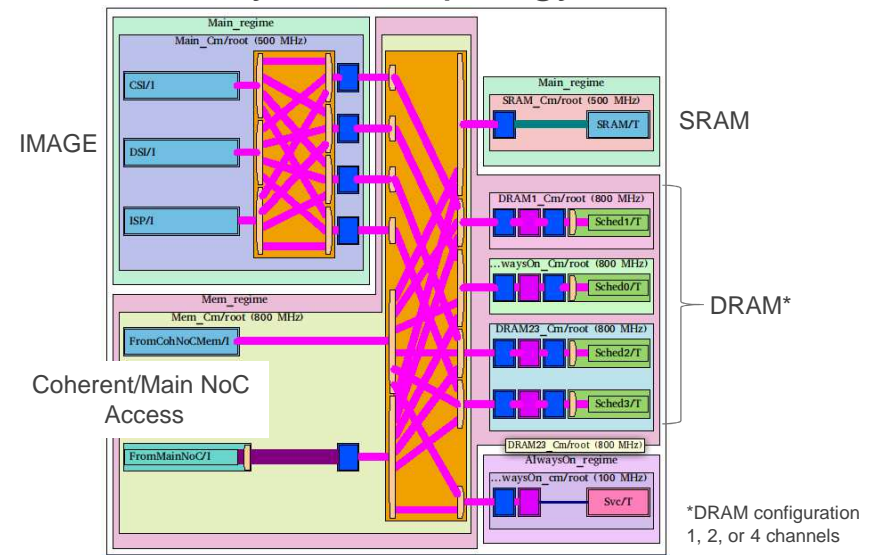 Main_regime
Main_Cm/root (500 MHz)
CSI/I
DSI/I
ISP/I
IMAGE
Main_regime
SRAM_Cm/root (500 MHz)
SRAM/T
SRAM
DRAM1_Cm/root (800 MHz)
Sched1/T
...waysOn_Cm/root (800 MHz)
Sched0/T
DRAM23_Cm/root (800 MHz)
Sched2/T
Sched3/T
DRAM*
Mem_regime
Mem_Cm/root (800 MHz)
FromCohNoCMem/I
Coherent/Main NoC
Access
FromMainNoC/I
DRAM23_Cm/root (800 MHz)
AlwaysOn_regime
...waysOn_cm/root (100 MHz)
Svc/T
*DRAM configuration
1, 2, or 4 channels